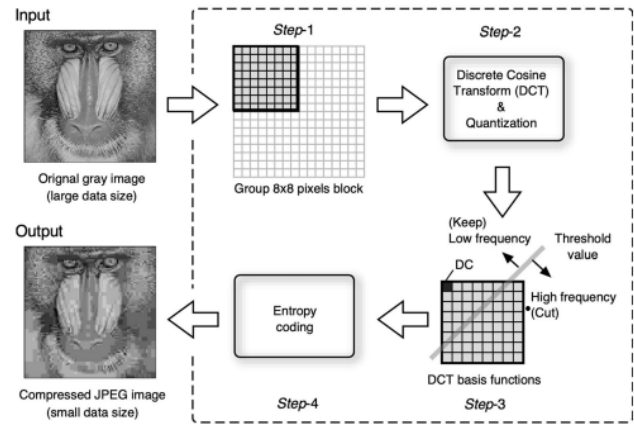 Input
Step-1
Step-2
Discrete Cosine
Transform (DCT)
&
Quantization
Orignal gray image
(large data size)
Group 8x8 pixels block
Output
(Keep)
Low frequency
Threshold
value
DC
High frequency
(Cut)
Entropy
coding
DCT basis functions
Compressed JPEG image
(small data size)
Step-4
Step-3